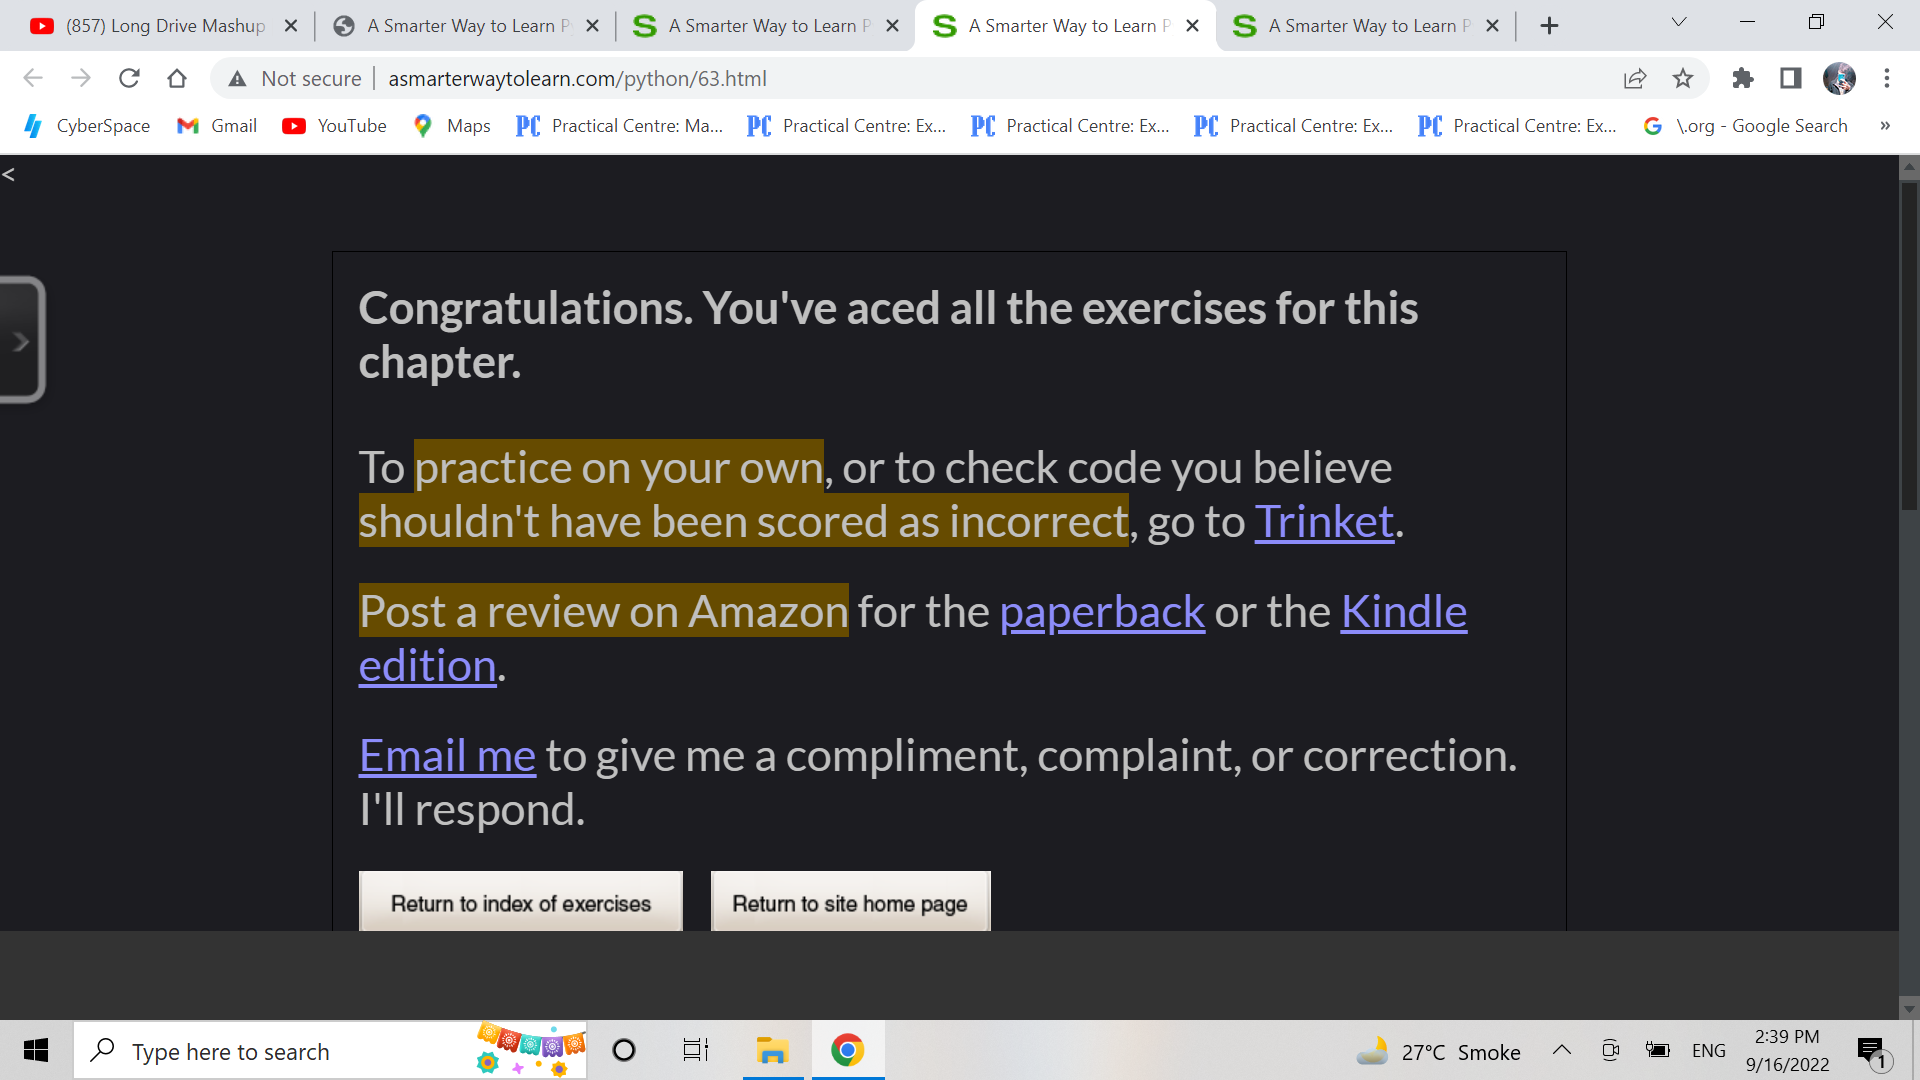 (857) Long Drive Mashup
A Smarter Way to Learn P
A Smarter Way to Learn P
A Smarter Way to Learn P
A Smarter Way to Learn P
Not secure
asmarterwaytolearn.com/python/63.html
CyberSpace
Gmail
YouTube
Maps
PC Practical Centre: Ma...
PC Practical Centre: Ex...
PC Practical Centre: Ex...
PC Practical Centre: Ex...
PC Practical Centre: Ex...
\.org - Google Search
»
<
Congratulations. You've aced all the exercises for this
chapter.
To practice on your own, or to check code you believe
shouldn't have been scored as incorrect, go to Trinket.
Post a review on Amazon for the paperback or the Kindle
edition.
Email me to give me a compliment, complaint, or correction.
I'll respond.
Return to index of exercises
Return to site home page
Type here to search
27°C Smoke
ENG
2:39 PM
9/16/2022
1